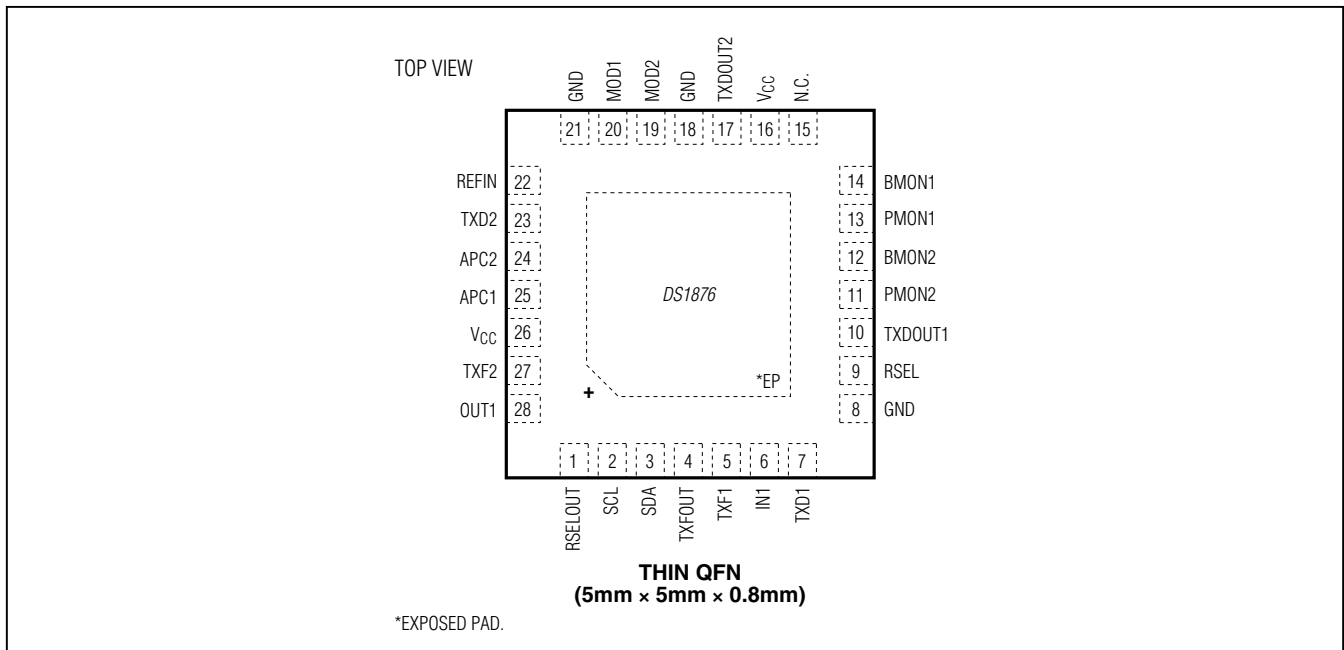 TOP VIEW
GND
MOD1
MOD2
GND
TXDOUT2
VCC
N.C.
21 20 19 18 17 16 15
REFIN 22
TXD2 23
APC2 24
APC1 25
VCC 26
TXF2 27
OUT1 28
DS1876
*EP
+
14 BMON1
13 PMON1
12 BMON2
11 PMON2
10 TXDOUT1
9 RSEL
8 GND
1 2 3 4 5 6 7
RSELOUT
SCL
SDA
TXFOUT
TXF1
IN1
TXD1
THIN QFN
(5mm × 5mm × 0.8mm)
*EXPOSED PAD.